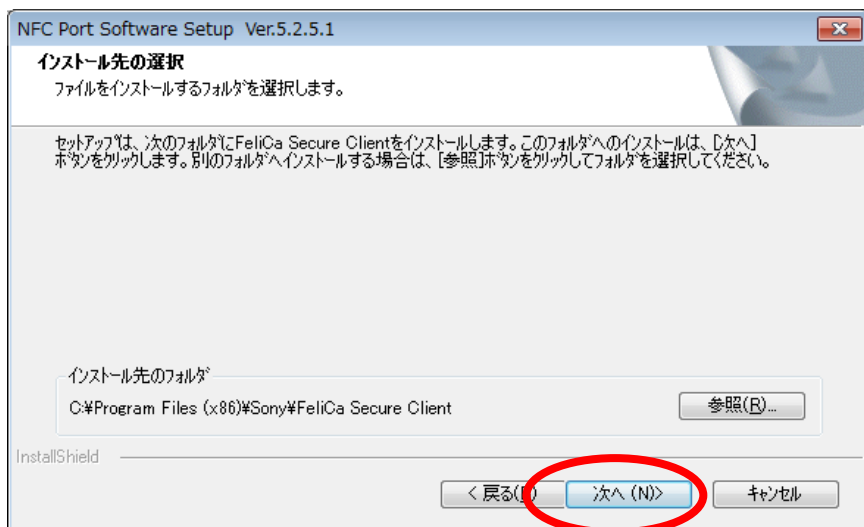 NFC Port Software Setup Ver.5.2.5.1
インストール先の選択
ファイルをインストールするフォルダを選択します。
セットアップは、次のフォルダにFeliCa Secure Clientをインストールします。このフォルダへのインストールは、[次へ]
ボタンをクリックします。別のフォルダへインストールする場合は、[参照]ボタンをクリックしてフォルダを選択してください。
インストール先のフォルダ
C:¥Program Files (x86)¥Sony¥FeliCa Secure Client
参照(R)...
InstallShield
< 戻る(
次へ (N)>
キャンセル